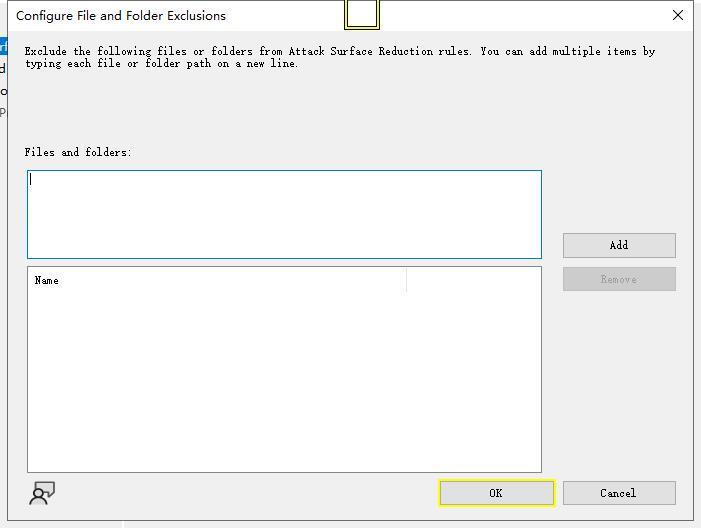 Configure File and Folder Exclusions
Exclude the following files or folders from Attack Surface Reduction rules. You can add multiple items by
typing each file or folder path on a new line.
Files and folders:
Add
Name
Remove
OK
Cancel